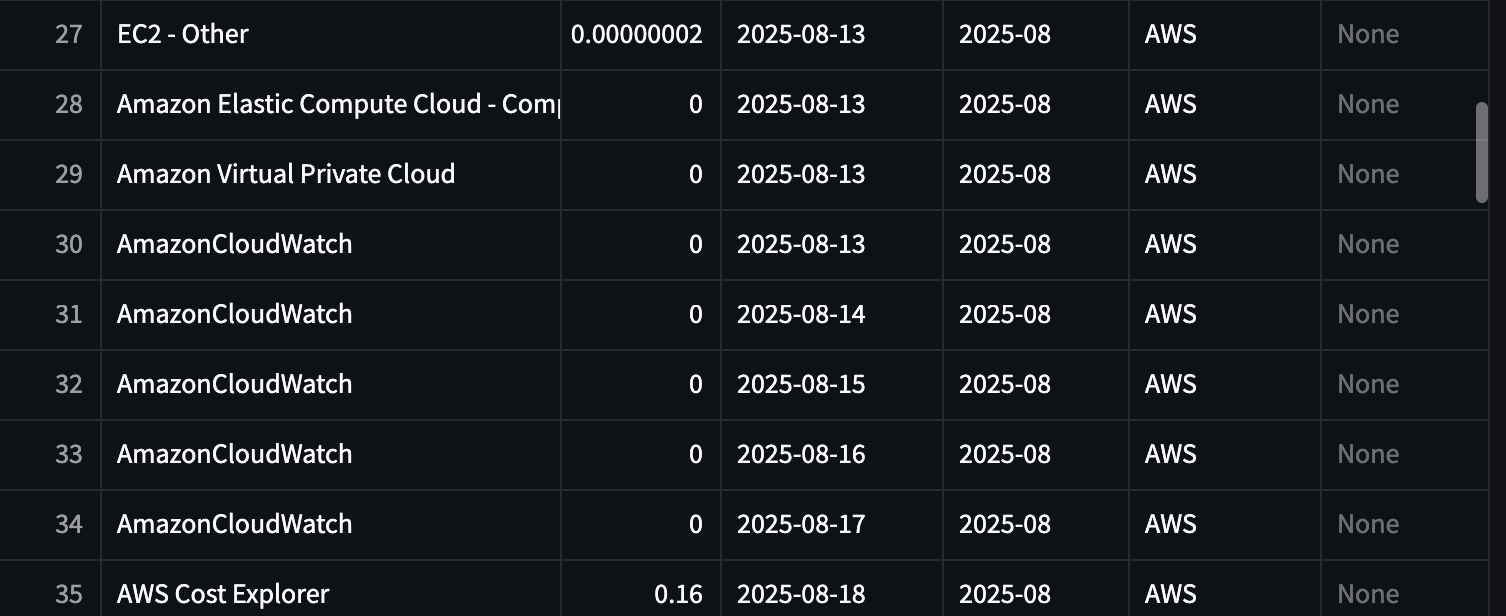 27 EC2 - Other 0.00000002 2025-08-13 2025-08 AWS None
28 Amazon Elastic Compute Cloud - Comp 0 2025-08-13 2025-08 AWS None
29 Amazon Virtual Private Cloud 0 2025-08-13 2025-08 AWS None
30 AmazonCloudWatch 0 2025-08-13 2025-08 AWS None
31 AmazonCloudWatch 0 2025-08-14 2025-08 AWS None
32 AmazonCloudWatch 0 2025-08-15 2025-08 AWS None
33 AmazonCloudWatch 0 2025-08-16 2025-08 AWS None
34 AmazonCloudWatch 0 2025-08-17 2025-08 AWS None
35 AWS Cost Explorer 0.16 2025-08-18 2025-08 AWS None